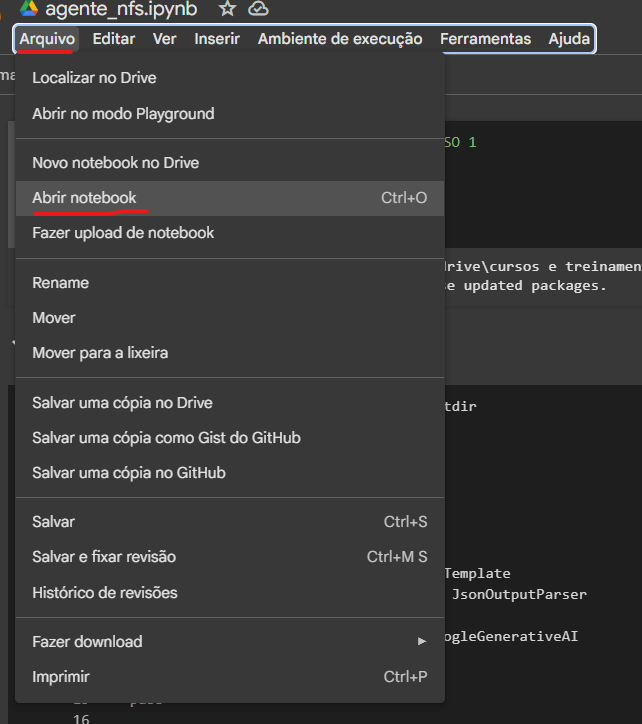 agente_nfs.ipynb
Arquivo Editar Ver Inserir Ambiente de execução Ferramentas Ajuda
Localizar no Drive
Abrir no modo Playground
SO 1
Novo notebook no Drive
Abrir notebook Ctrl+O
Fazer upload de notebook
drive\cursos e treinament
Rename
se updated packages.
Mover
Mover para a lixeira
Salvar uma cópia no Drive
tdir
Salvar uma cópia como Gist do GitHub
Salvar uma cópia no GitHub
Salvar Ctrl+S
Salvar e fixar revisão Ctrl+M S
Template
Histórico de revisões
JsonOutputParser
Fazer download ►
ogleGenerativeAI
Imprimir Ctrl+P
16